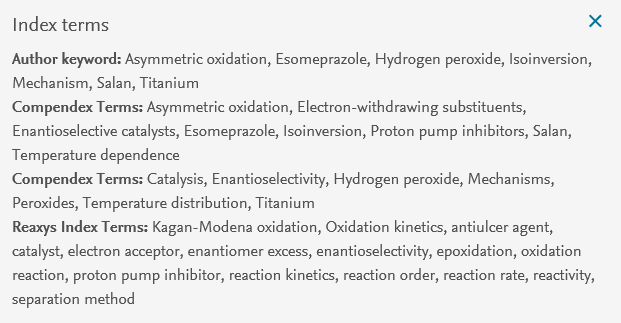 Index terms
Author keyword: Asymmetric oxidation, Esomeprazole, Hydrogen peroxide, Isoinversion,
Mechanism, Salan, Titanium
Compendex Terms: Asymmetric oxidation, Electron-withdrawing substituents,
Enantioselective catalysts, Esomeprazole, Isoinversion, Proton pump inhibitors, Salan,
Temperature dependence
Compendex Terms: Catalysis, Enantioselectivity, Hydrogen peroxide, Mechanisms,
Peroxides, Temperature distribution, Titanium
Reaxys Index Terms: Kagan-Modena oxidation, Oxidation kinetics, antiulcer agent,
catalyst, electron acceptor, enantiomer excess, enantioselectivity, epoxidation, oxidation
reaction, proton pump inhibitor, reaction kinetics, reaction order, reaction rate, reactivity,
separation method